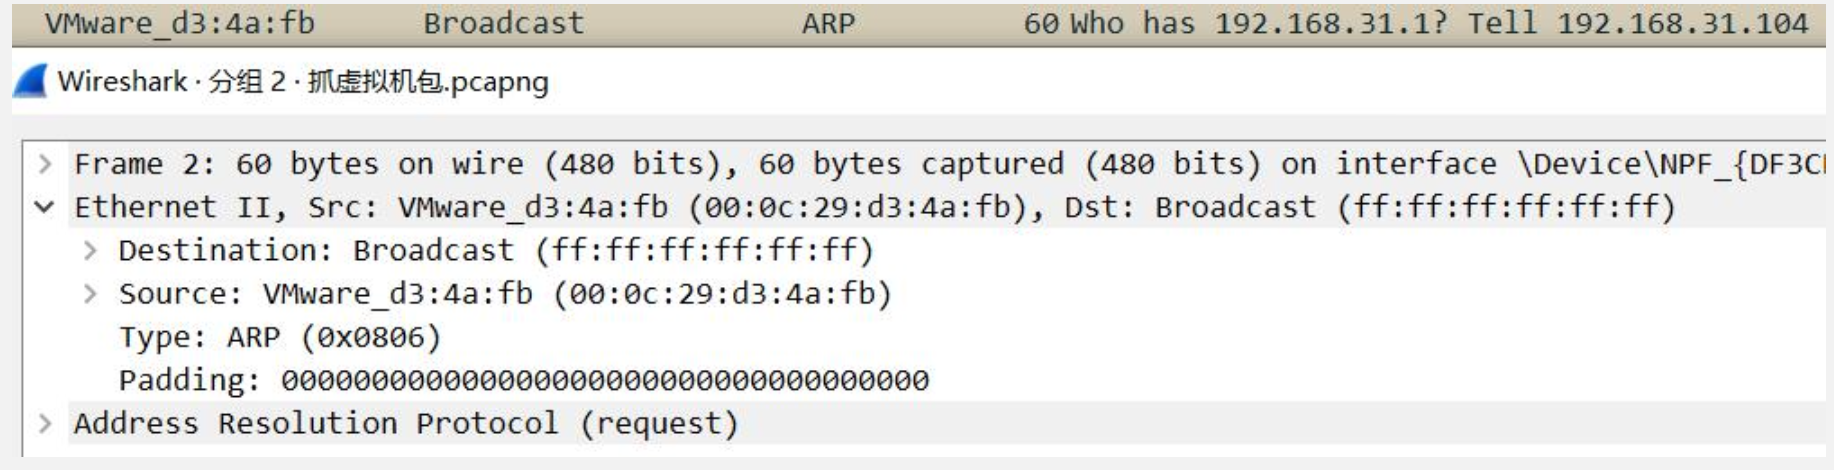 VMware_d3:4a:fb Broadcast ARP 60 Who has 192.168.31.1? Tell 192.168.31.104
Wireshark · 分组 2 · 抓虚拟机包.pcapng
Frame 2: 60 bytes on wire (480 bits), 60 bytes captured (480 bits) on interface \Device\NPF_{DF3C
Ethernet II, Src: VMware_d3:4a:fb (00:0c:29:d3:4a:fb), Dst: Broadcast (ff:ff:ff:ff:ff:ff)
Destination: Broadcast (ff:ff:ff:ff:ff:ff)
Source: VMware_d3:4a:fb (00:0c:29:d3:4a:fb)
Type: ARP (0x0806)
Padding: 000000000000000000000000000000000000
Address Resolution Protocol (request)